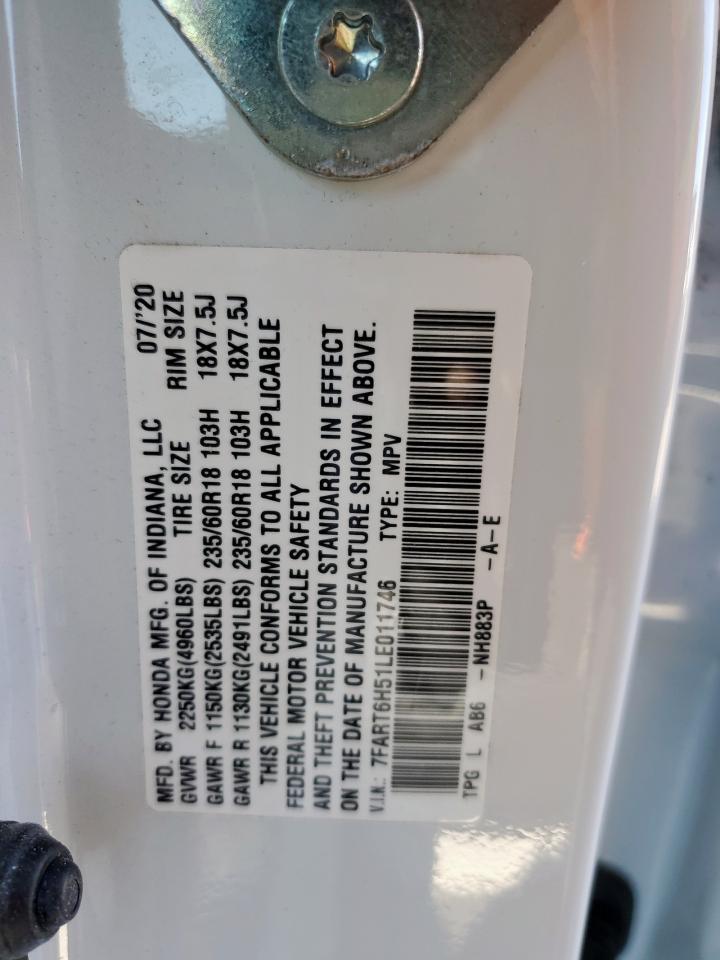 MFD. BY HONDA MFG. OF INDIANA, LLC 07/'20
GVWR 2250KG(4960LBS) TIRE SIZE RIM SIZE
GAWR F 1150KG(2535LBS) 235/60R18 103H 18X7.5J
GAWR R 1130KG(2491LBS) 235/60R18 103H 18X7.5J
THIS VEHICLE CONFORMS TO ALL APPLICABLE
FEDERAL MOTOR VEHICLE SAFETY
AND THEFT PREVENTION STANDARDS IN EFFECT
ON THE DATE OF MANUFACTURE SHOWN ABOVE.
V.I.N.: 7FART6H51LE011746 TYPE: MPV
TPG L AB6 -NH883P -A-E